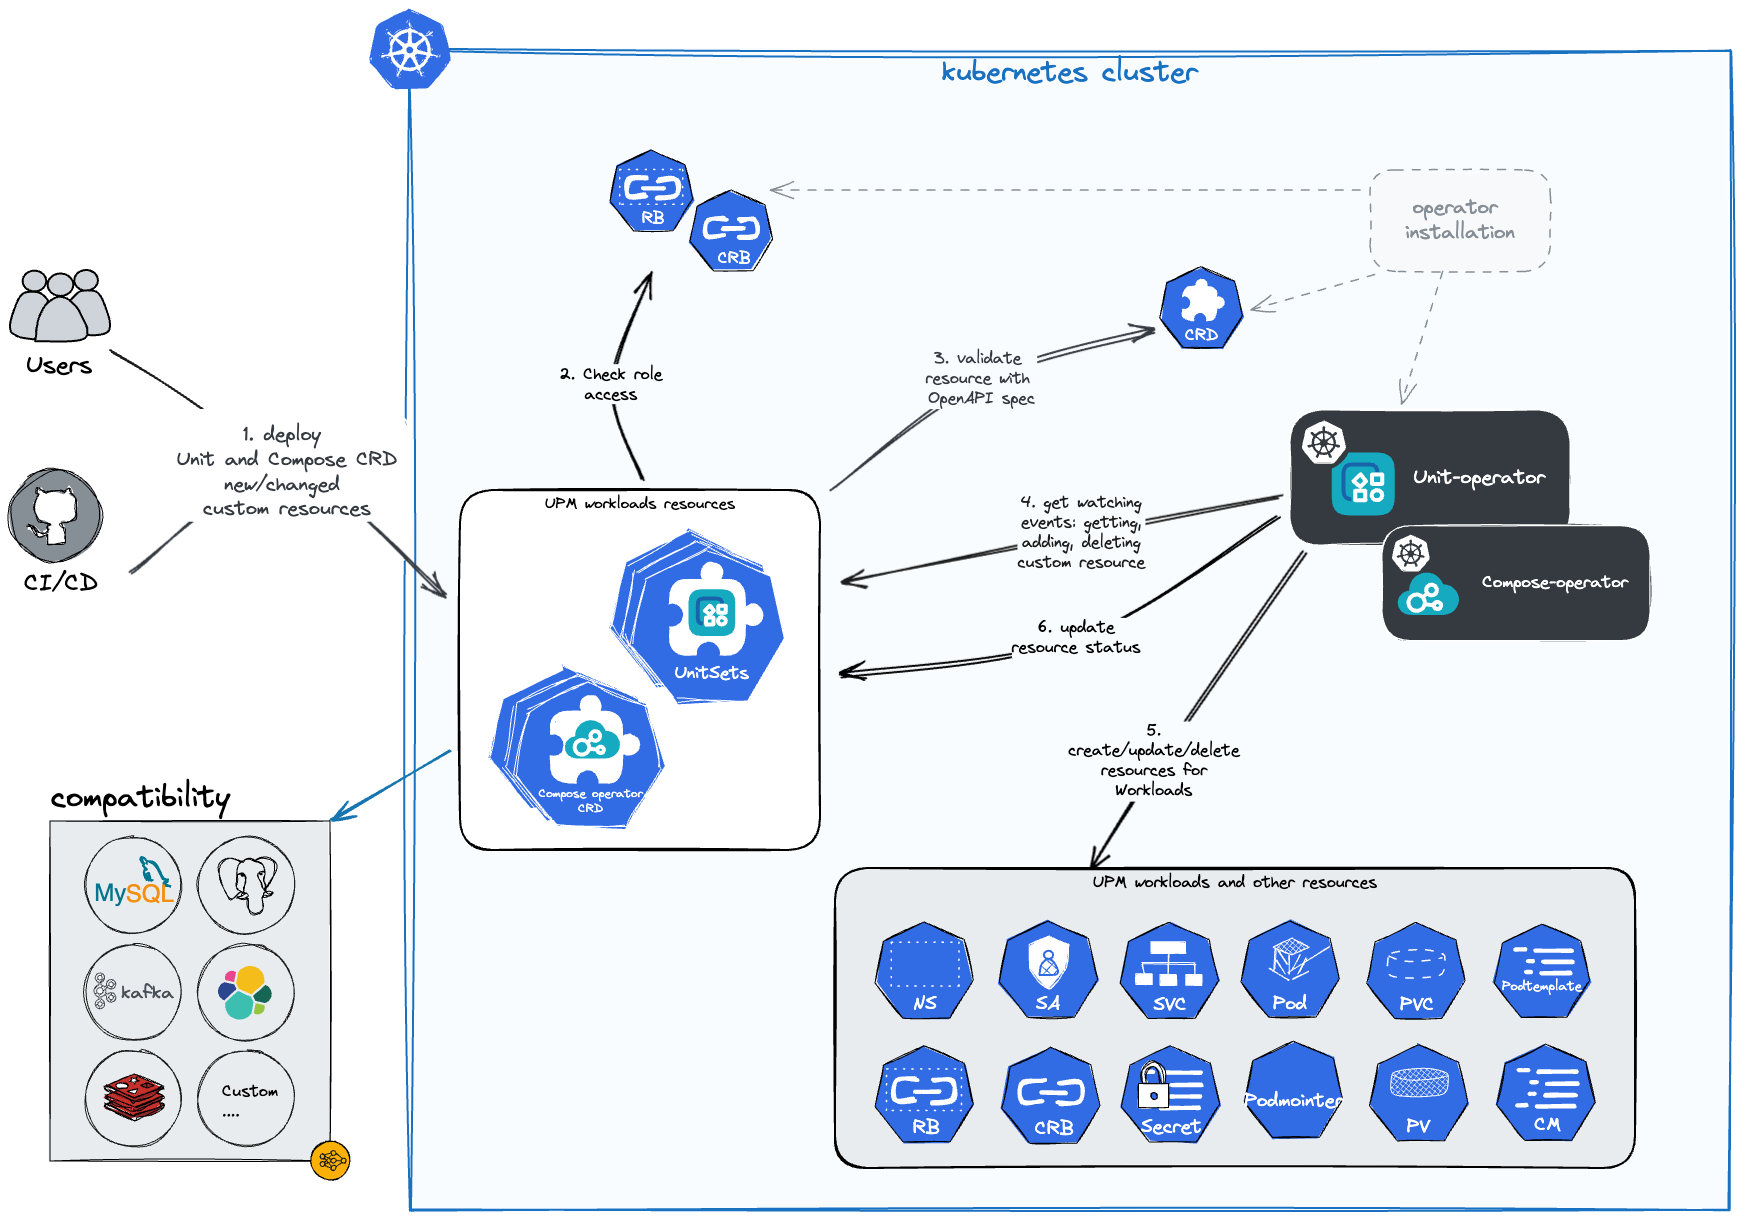 kubernetes cluster
RB
CRB
operator
installation
CRD
Users
2. Check role
access
3. validate
resource with
OpenAPI spec
1. deploy
Unit and Compose CRD
new/changed
custom resources
CI/CD
Unit-operator
Compose-operator
UPM workloads resources
4. get watching
events: getting,
adding, deleting
custom resource
6. update
resource status
UnitSets
Compose operator
CRD
5.
create/update/delete
resources for
Workloads
compatibility
MySQL
kafka
Custom
....
UPM workloads and other resources
NS
SA
SVC
Pod
PVC
Podtemplate
RB
CRB
Secret
Podmointer
PV
CM